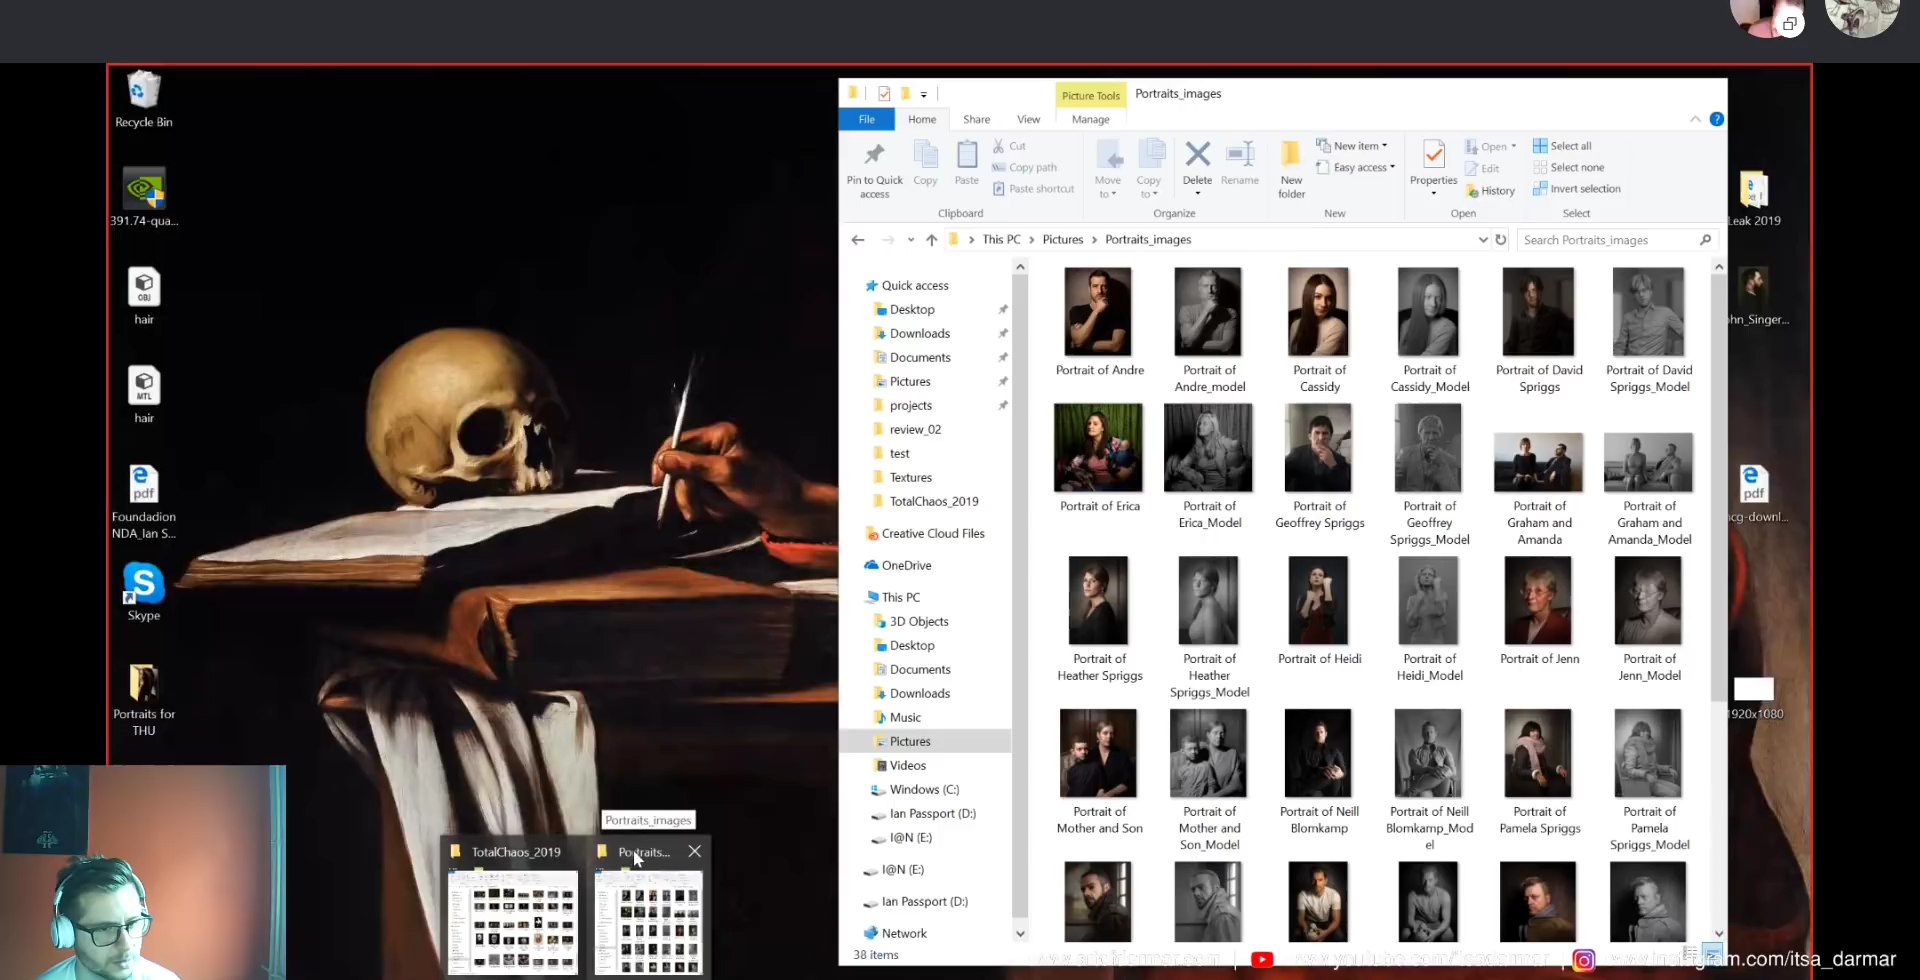 Recycle Bin
391.74-qua...
OBJ
hair
MTL
hair
pdf
Foundadion
NDA_Ian S...
Skype
Portraits for
THU
Picture Tools
Portraits_images
File
Home
Share
View
Manage
Pin to Quick
access
Copy
Paste
Cut
Copy path
Paste shortcut
Clipboard
Move
to
Copy
to
Delete
Rename
Organize
New
folder
New item
Easy access
New
Properties
Open
Edit
History
Open
Select all
Select none
Invert selection
Select
This PC
Pictures
Portraits_images
Search Portraits_images
Quick access
Desktop
Downloads
Documents
Pictures
projects
review_02
test
Textures
TotalChaos_2019
Creative Cloud Files
OneDrive
This PC
3D Objects
Desktop
Documents
Downloads
Music
Pictures
Videos
Windows (C:)
Ian Passport (D:)
I@N (E:)
I@N (E:)
Ian Passport (D:)
Network
38 items
Portrait of Andre
Portrait of
Andre_model
Portrait of
Cassidy
Portrait of
Cassidy_Model
Portrait of David
Spriggs
Portrait of David
Spriggs_Model
Portrait of Erica
Portrait of
Erica_Model
Portrait of
Geoffrey Spriggs
Portrait of
Geoffrey
Spriggs_Model
Portrait of
Graham and
Amanda
Portrait of
Graham and
Amanda_Model
Portrait of
Heather Spriggs
Portrait of
Heather
Spriggs_Model
Portrait of Heidi
Portrait of
Heidi_Model
Portrait of Jenn
Portrait of
Jenn_Model
Portrait of
Mother and Son
Portrait of
Mother and
Son_Model
Portrait of Neill
Blomkamp
Portrait of Neill
Blomkamp_Mod
el
Portrait of
Pamela Spriggs
Portrait of
Pamela
Spriggs_Model
Leak 2019
ohn_Singer...
pdf
ncg-downl...
1920x1080
Portraits_images
TotalChaos_2019
Portraits...
www.instagram.com/itsa_darmar